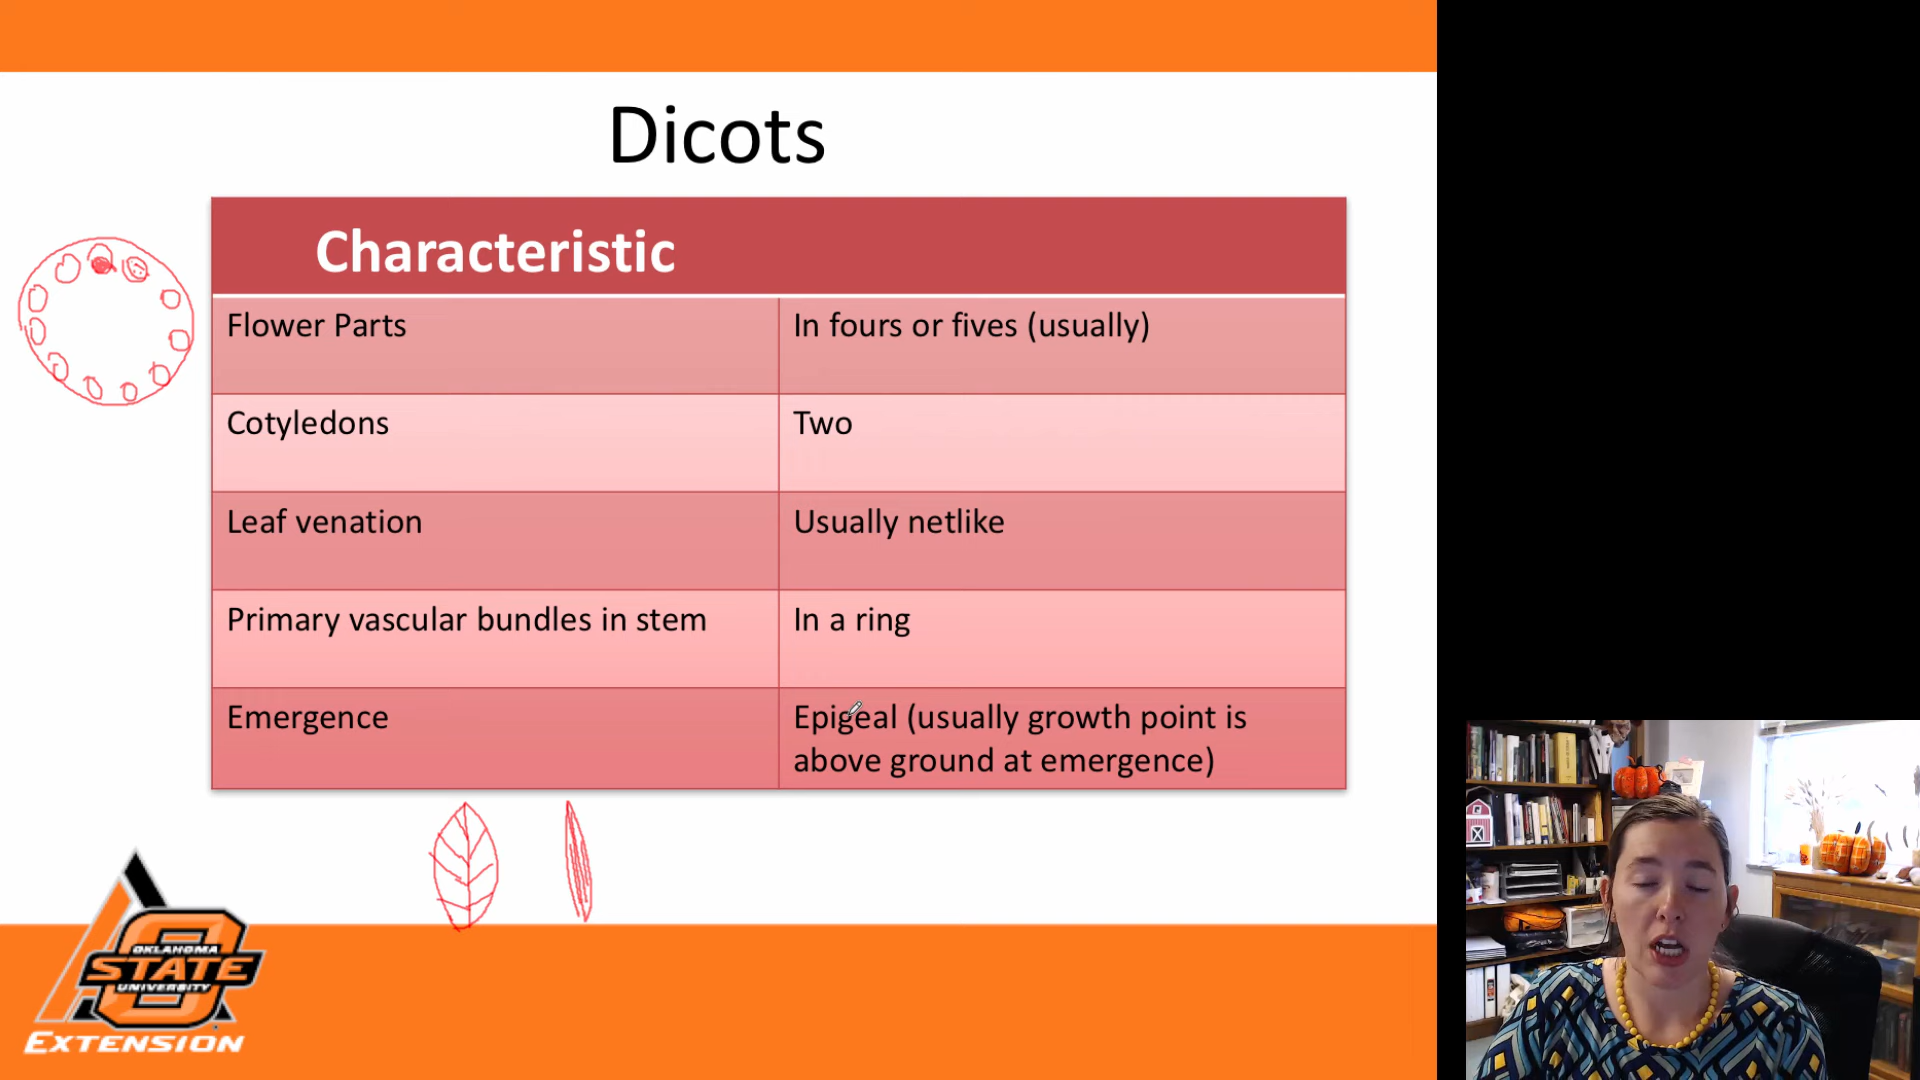 Dicots
Characteristic
Flower Parts
In fours or fives (usually)
Cotyledons
Two
Leaf venation
Usually netlike
Primary vascular bundles in stem
In a ring
Emergence
Epigeal (usually growth point is
above ground at emergence)
OKLAHOMA
STATE
UNIVERSITY
EXTENSION